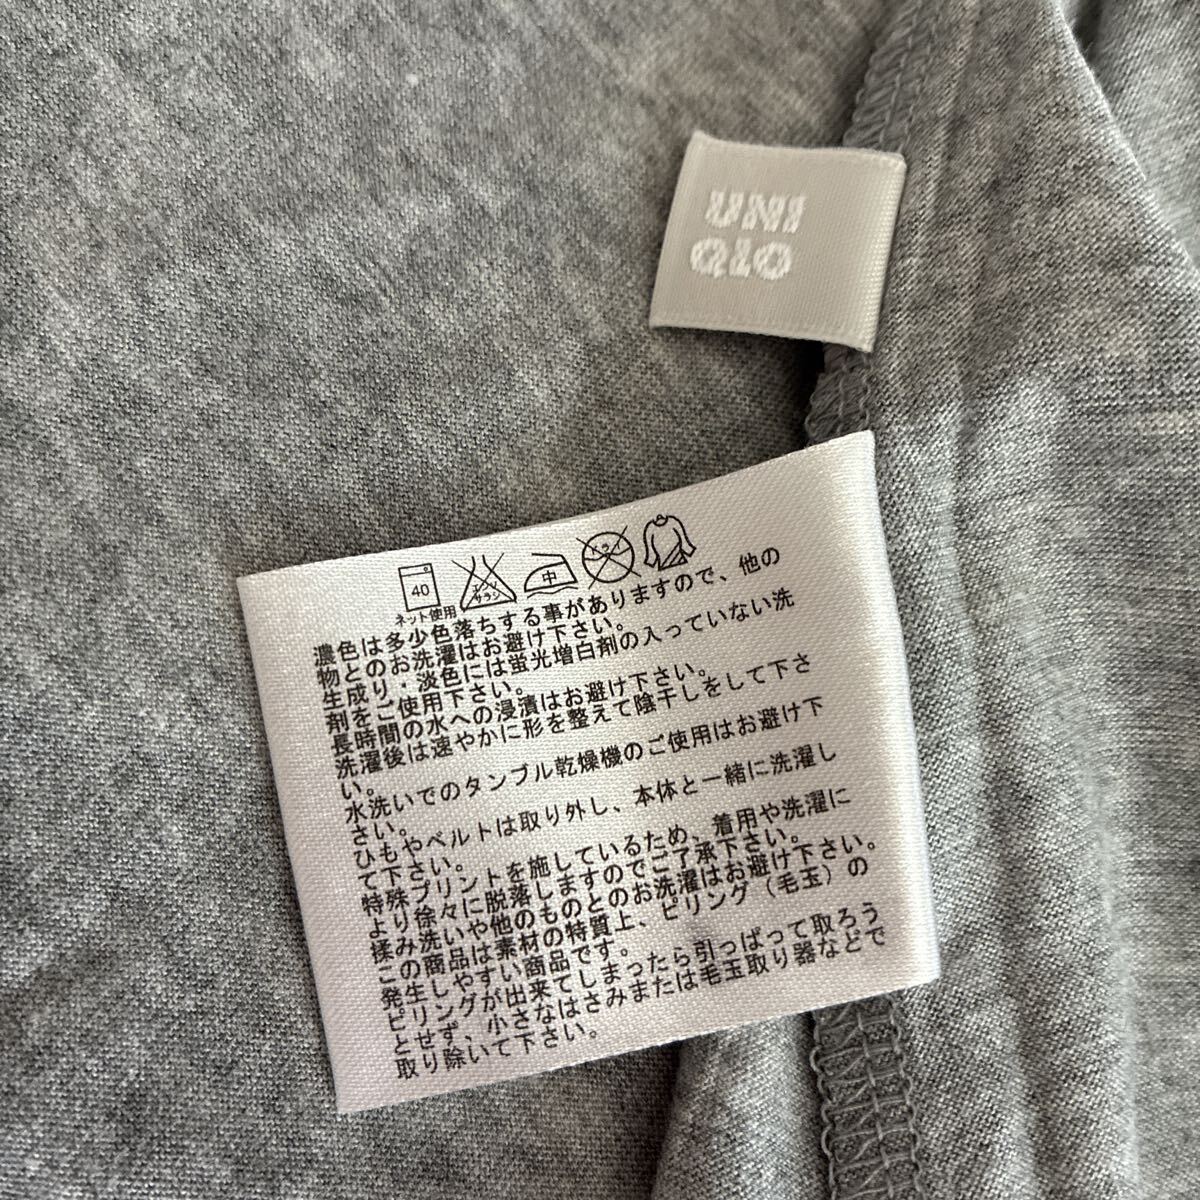 UNI
QLO
40
エンソ
サラシ
中
ドライ
ネット使用
濃色は多少色落ちする事がありますので、他の
物とのお洗濯はお避け下さい。
生成り・淡色には蛍光増白剤の入っていない洗
剤をご使用下さい。
長時間の水への浸漬はお避け下さい。
洗濯後は速やかに形を整えて陰干しをして下さ
い。
水洗いでのタンブル乾燥機のご使用はお避け下
さい。
ひもやベルトは取り外し、本体と一緒に洗濯し
て下さい。
特殊プリントを施しているため、着用や洗濯に
より徐々に脱落しますのでご了承下さい。
揉み洗いや他のものとのお洗濯はお避け下さい。
この商品は素材の特質上、ピリング（毛玉）の
発生しやすい商品です。
ピリングが出来てしまったら引っぱって取ろう
とせず、小さなはさみまたは毛玉取り器などで
取り除いて下さい。